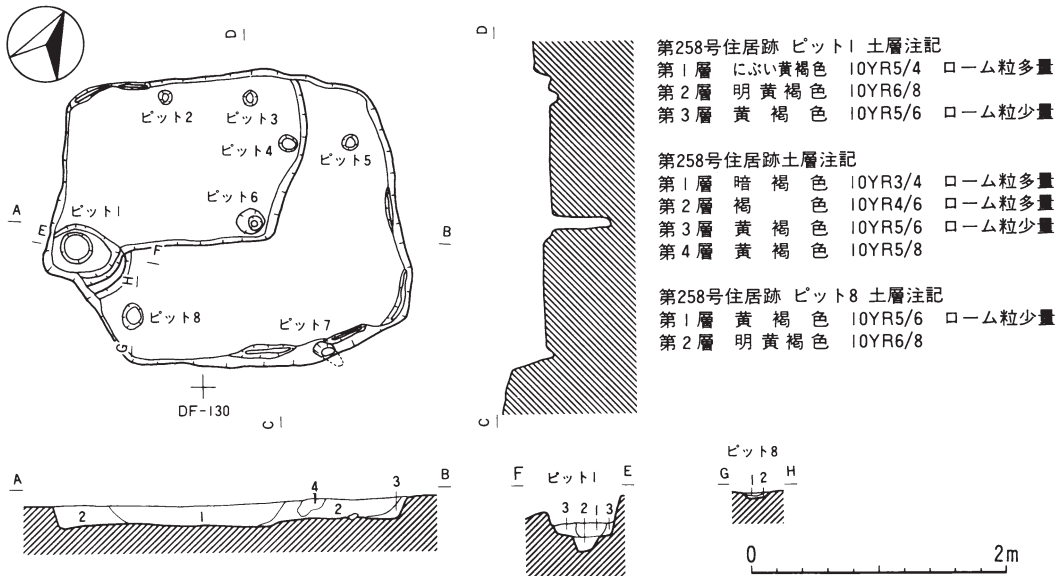 第258号住居跡 ピット1 土層注記
第1層 にぶい黄褐色 10YR5/4 ローム粒多量
第2層 明黄褐色 10YR6/8
第3層 黄褐色 10YR5/6 ローム粒少量
第258号住居跡土層注記
第1層 暗褐色 10YR3/4 ローム粒多量
第2層 褐色 10YR4/6 ローム粒多量
第3層 黄褐色 10YR5/6 ローム粒少量
第4層 黄褐色 10YR5/8
第258号住居跡 ピット8 土層注記
第1層 黄褐色 10YR5/6 ローム粒少量
第2層 明黄褐色 10YR6/8
D
D
ピット2
ピット3
ピット4
ピット5
ピット6
A
ピット1
E
B
F
H
ピット8
ピット7
G
DF-130
C
C
A
B
2
1
4
2
3
F
ピット1
E
3 2 1 3
ピット8
G
1 2
H
0
2m